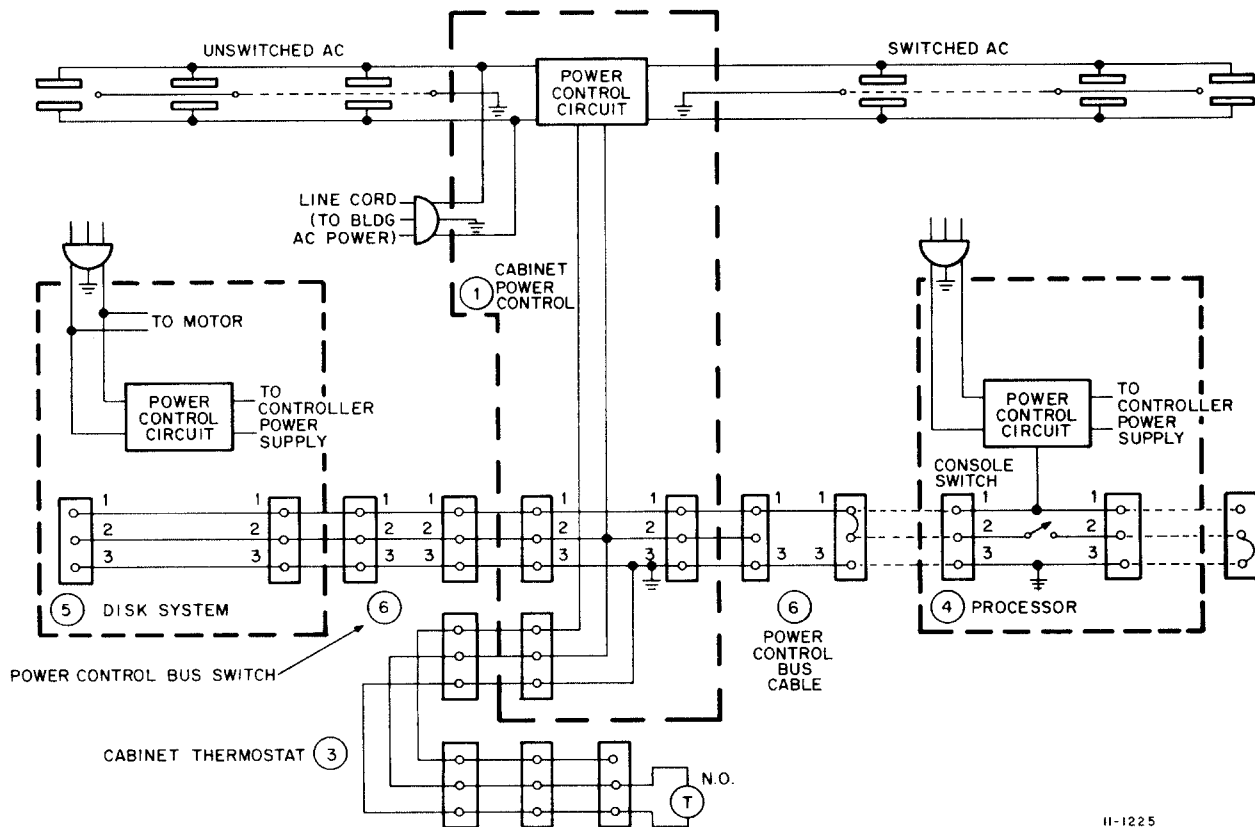 UNSWITCHED AC
SWITCHED AC
POWER
CONTROL
CIRCUIT
LINE CORD
(TO BLDG
AC POWER)
1
CABINET
POWER
CONTROL
TO MOTOR
POWER
CONTROL
CIRCUIT
TO
CONTROLLER
POWER
SUPPLY
POWER
CONTROL
CIRCUIT
TO
CONTROLLER
POWER
SUPPLY
CONSOLE
SWITCH
1 1 1 1 1 1 1 1 1 1
2 2 2 2 2 2 2 2
3 3 3 3 3 3 3 3 3 3
5 DISK SYSTEM
6
POWER CONTROL BUS SWITCH
6
POWER
CONTROL
BUS
CABLE
4 PROCESSOR
CABINET THERMOSTAT 3
N.O.
T
11-1225